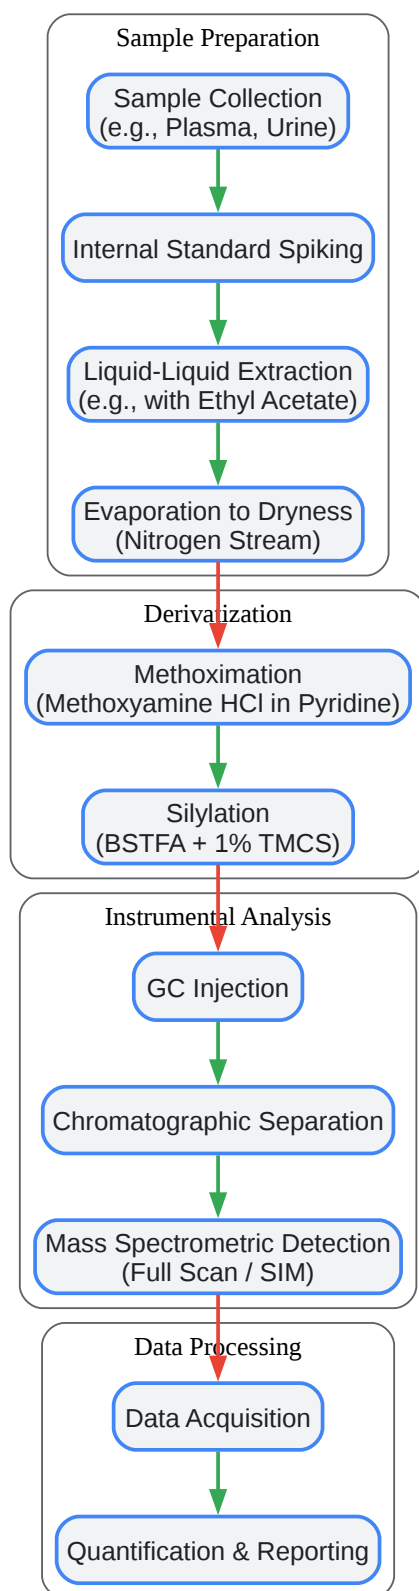 Sample Preparation
Sample Collection
(e.g., Plasma, Urine)
Internal Standard Spiking
Liquid-Liquid Extraction
(e.g., with Ethyl Acetate)
Evaporation to Dryness
(Nitrogen Stream)
Derivatization
Methoximation
(Methoxyamine HCl in Pyridine)
Silylation
(BSTFA + 1% TMCS)
Instrumental Analysis
GC Injection
Chromatographic Separation
Mass Spectrometric Detection
(Full Scan / SIM)
Data Processing
Data Acquisition
Quantification & Reporting